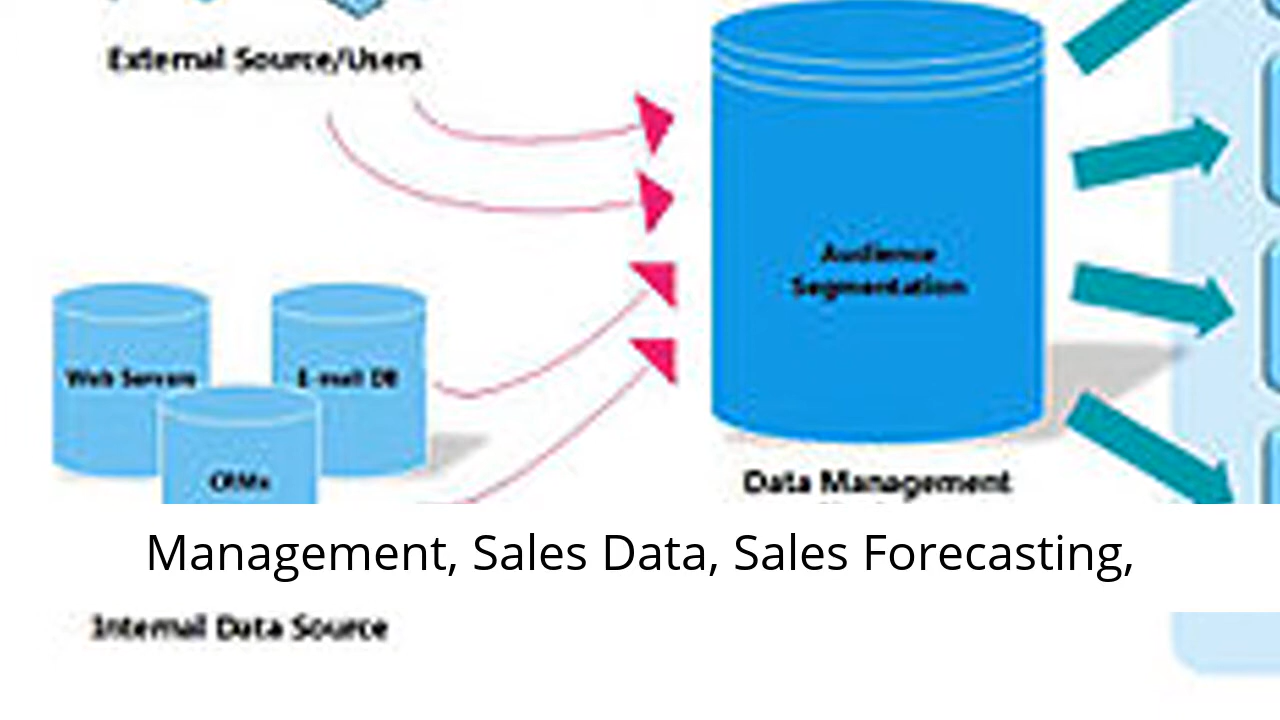 External Source/Users
Audience
Segmentation
Web Servers
E-mail DB
CRMs
Data Management
Management, Sales Data, Sales Forecasting,
Internal Data Source